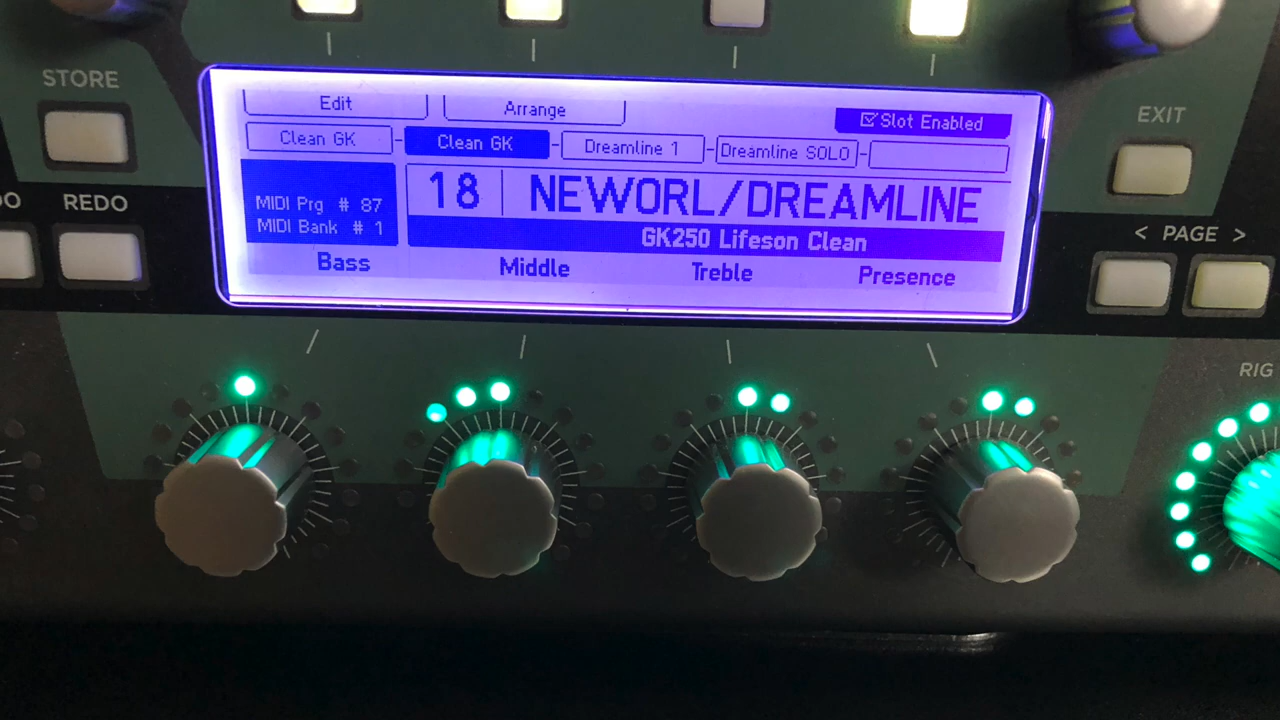 STORE
Edit Arrange
Slot Enabled
EXIT
Clean GK Clean GK Dreamline 1 Dreamline SOLO
REDO
MIDI Prg # 87
MIDI Bank # 1
18 NEWORL/DREAMLINE
GK250 Lifeson Clean
< PAGE >
Bass Middle Treble Presence
RIG